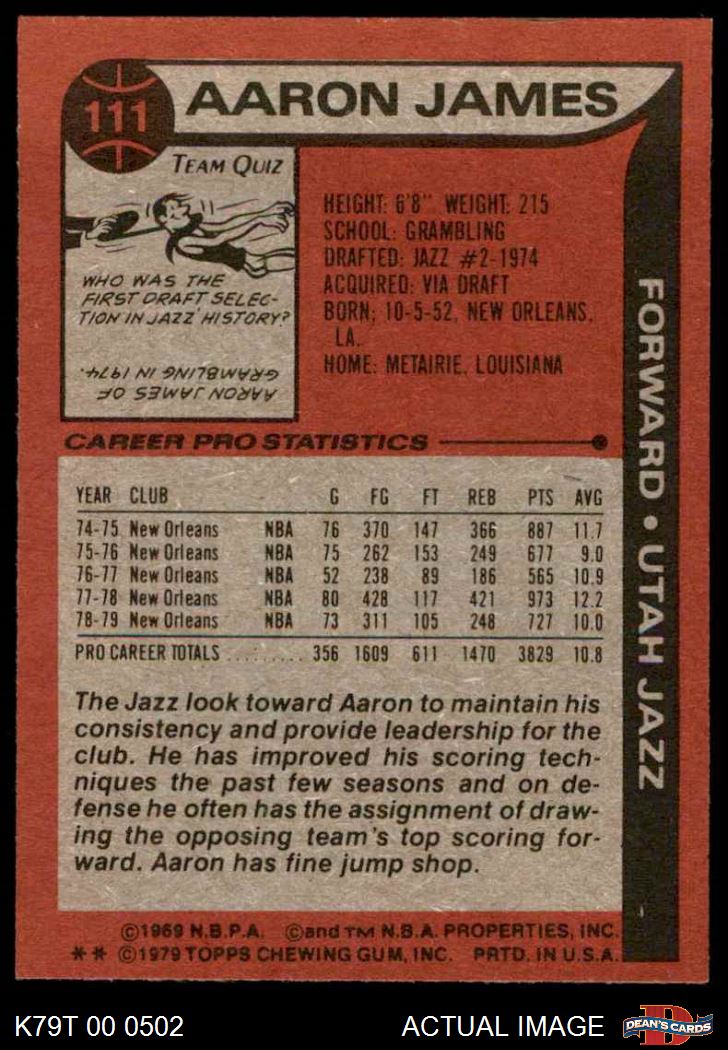 111
AARON JAMES
TEAM QUIZ
WHO WAS THE
FIRST DRAFT SELEC-
TION IN JAZZ' HISTORY?
AARON JAMES OF
GRAMBLING IN 1974.
HEIGHT: 6'8" WEIGHT: 215
SCHOOL: GRAMBLING
DRAFTED: JAZZ #2-1974
ACQUIRED: VIA DRAFT
BORN: 10-5-52, NEW ORLEANS,
LA.
HOME: METAIRIE, LOUISIANA
FORWARD • UTAH JAZZ
CAREER PRO STATISTICS
YEAR CLUB G FG FT REB PTS AVG
74-75 New Orleans NBA 76 370 147 366 887 11.7
75-76 New Orleans NBA 75 262 153 249 677 9.0
76-77 New Orleans NBA 52 238 89 186 565 10.9
77-78 New Orleans NBA 80 428 117 421 973 12.2
78-79 New Orleans NBA 73 311 105 248 727 10.0
PRO CAREER TOTALS ......... 356 1609 611 1470 3829 10.8
The Jazz look toward Aaron to maintain his
consistency and provide leadership for the
club. He has improved his scoring tech-
niques the past few seasons and on de-
fense he often has the assignment of draw-
ing the opposing team's top scoring for-
ward. Aaron has fine jump shop.
©1969 N.B.P.A. ©and TM N.B.A. PROPERTIES, INC.
** ©1979 TOPPS CHEWING GUM, INC. PRTD. IN U.S.A.
K79T 00 0502
ACTUAL IMAGE
D
DEAN'S CARDS